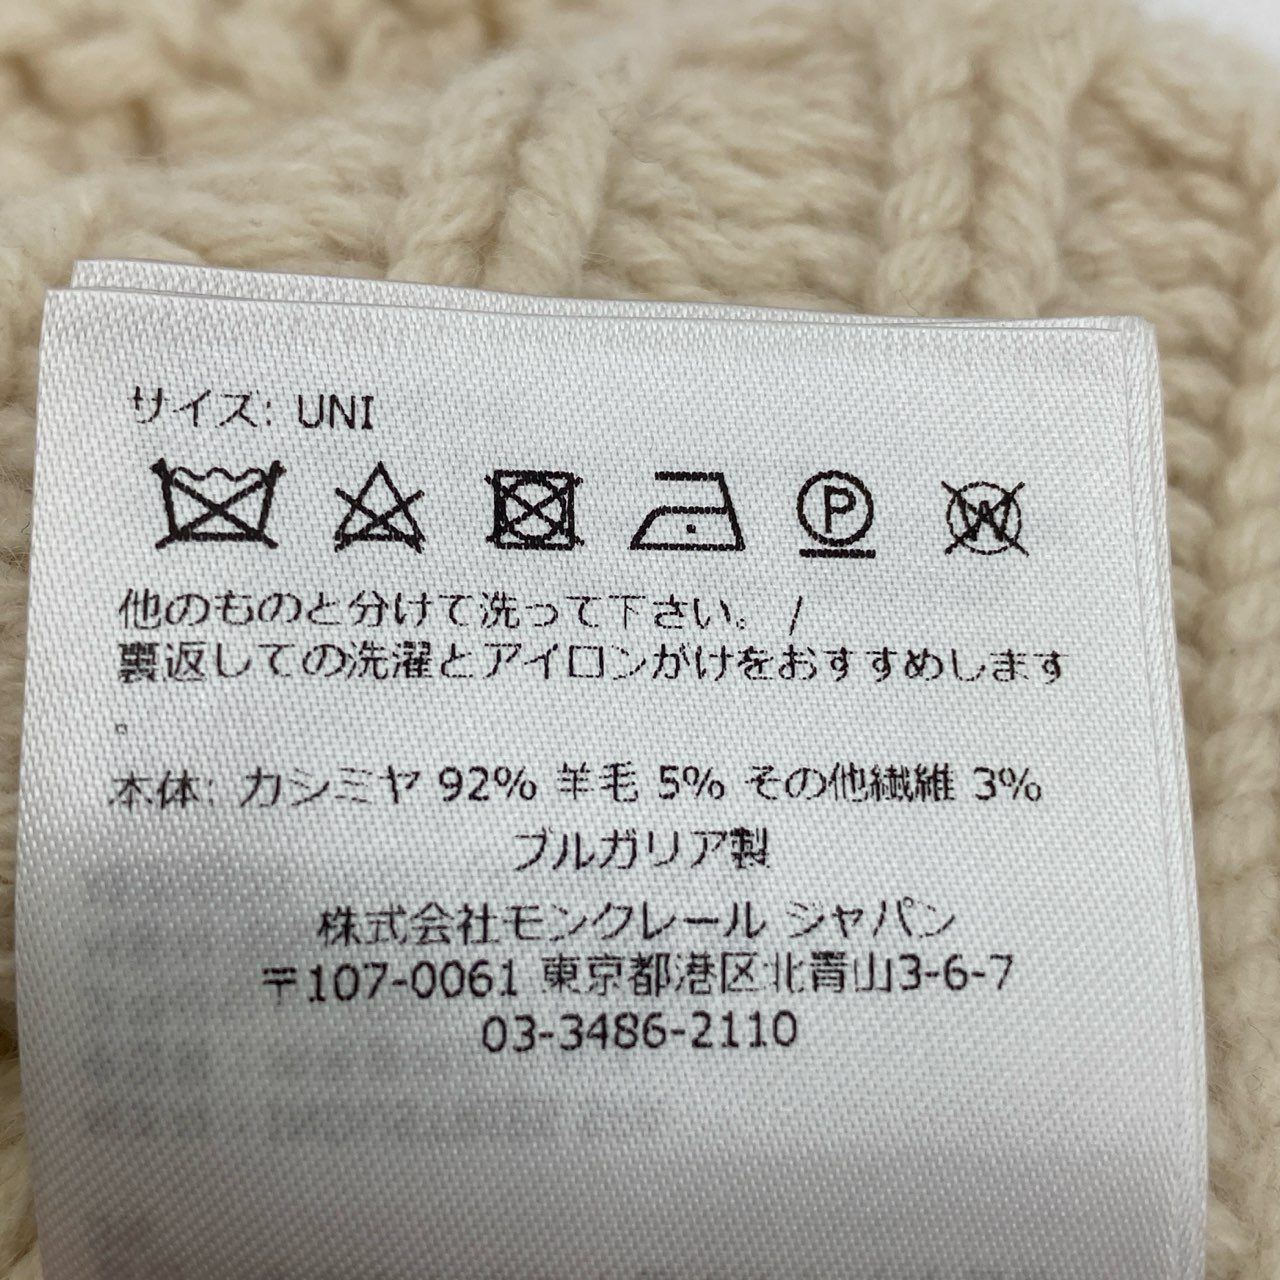 サイズ: UNI
P W
他のものと分けて洗って下さい。 /
裏返しての洗濯とアイロンがけをおすすめします
。
本体: カシミヤ 92% 羊毛 5% その他繊維 3%
ブルガリア製
株式会社モンクレール ジャパン
〒107-0061 東京都港区北青山3-6-7
03-3486-2110